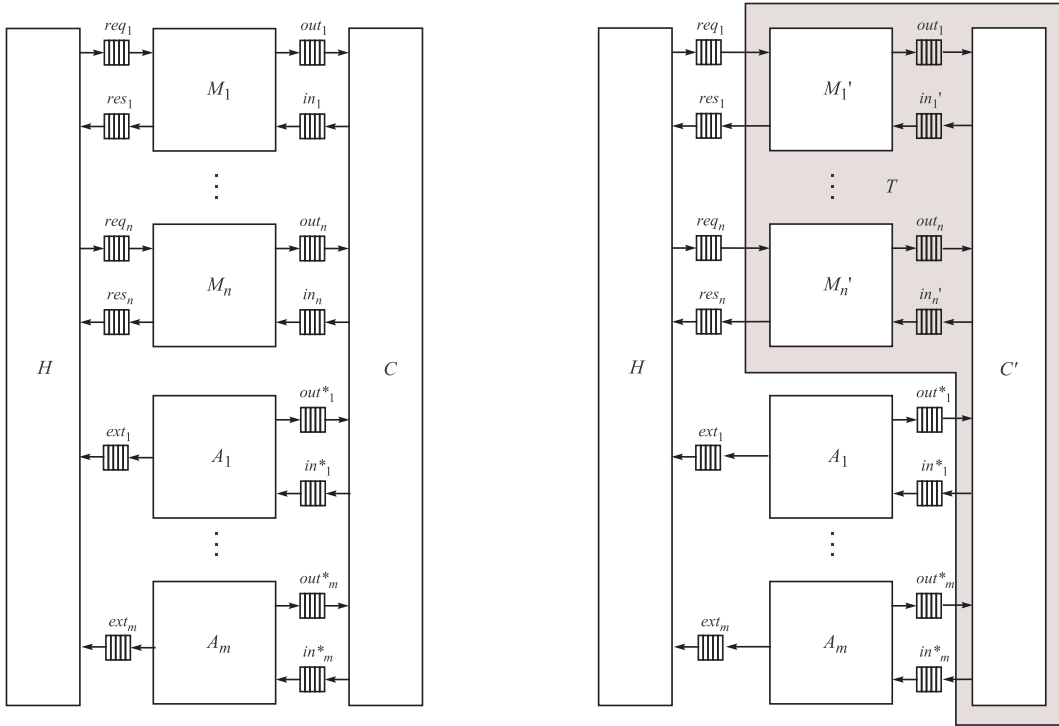 req₁ out₁
M₁
res₁ in₁
⋮
reqₙ outₙ
Mₙ
resₙ inₙ
H C
out*₁
ext₁
A₁
in*₁
⋮
out*ₘ
extₘ
Aₘ
in*ₘ
req₁ out₁
M₁'
res₁ in₁'
⋮
T
reqₙ outₙ
Mₙ'
resₙ inₙ'
H C'
out*₁
ext₁
A₁
in*₁
⋮
out*ₘ
extₘ
Aₘ
in*ₘ